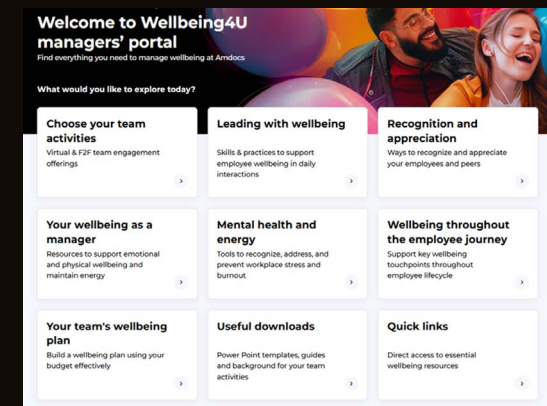 Welcome to Wellbeing4U
managers' portal
Find everything you need to manage wellbeing at Amdocs
What would you like to explore today?
Choose your team
activities
Virtual & F2F team engagement
offerings
Leading with wellbeing
Skills & practices to support
employee wellbeing in daily
interactions
Recognition and
appreciation
Ways to recognize and appreciate
your employees and peers
Your wellbeing as a
manager
Resources to support emotional
and physical wellbeing and
maintain energy
Mental health and
energy
Tools to recognize, address, and
prevent workplace stress and
burnout
Wellbeing throughout
the employee journey
Support key wellbeing
touchpoints throughout
employee lifecycle
Your team's wellbeing
plan
Build a wellbeing plan using your
budget effectively
Useful downloads
Power Point templates, guides
and background for your team
activities
Quick links
Direct access to essential
wellbeing resources